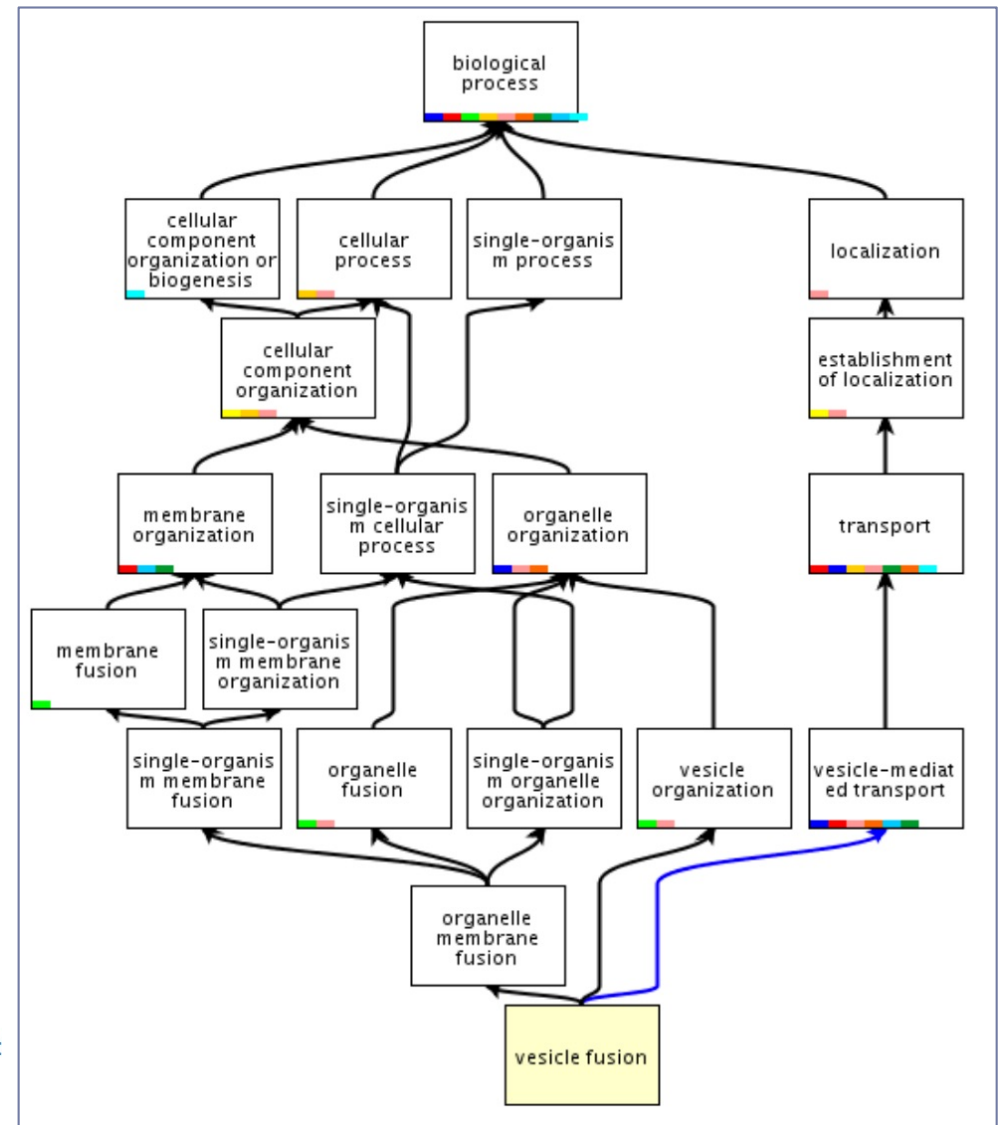 biological
process
cellular
component
organization or
biogenesis
cellular
process
single-organis
m process
localization
cellular
component
organization
establishment
of localization
membrane
organization
single-organis
m cellular
process
organelle
organization
transport
membrane
fusion
single-organis
m membrane
organization
single-organis
m membrane
fusion
organelle
fusion
single-organis
m organelle
organization
vesicle
organization
vesicle-mediat
ed transport
organelle
membrane
fusion
vesicle fusion